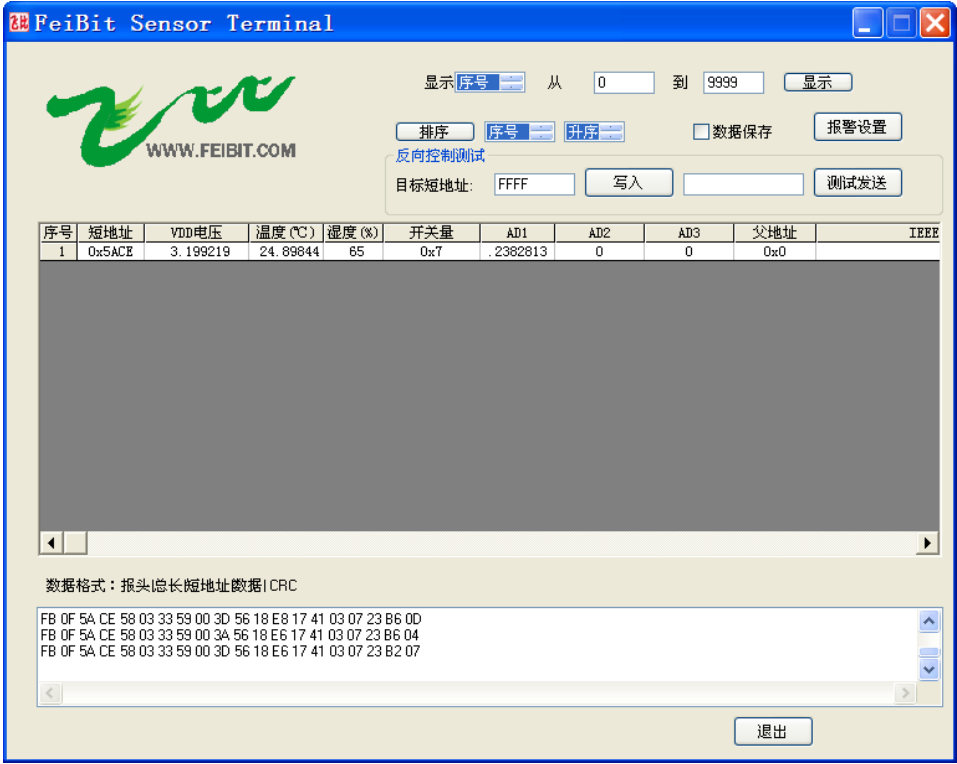 飞比 FeiBit Sensor Terminal
显示 序号 从 0 到 9999 显示
排序 序号 升序 数据保存 报警设置
WWW.FEIBIT.COM
反向控制测试
目标短地址: FFFF 写入 测试发送
序号 短地址 VDD电压 温度(℃) 湿度(%) 开关量 AD1 AD2 AD3 父地址 IEEE
1 0x5ACE 3.199219 24.89844 65 0x7 .2382813 0 0 0x0
数据格式：报头|总长|短地址|数据|CRC
FB 0F 5A CE 58 03 33 59 00 3D 56 18 E8 17 41 03 07 23 B6 0D
FB 0F 5A CE 58 03 33 59 00 3A 56 18 E6 17 41 03 07 23 B6 04
FB 0F 5A CE 58 03 33 59 00 3D 56 18 E6 17 41 03 07 23 B2 07
退出